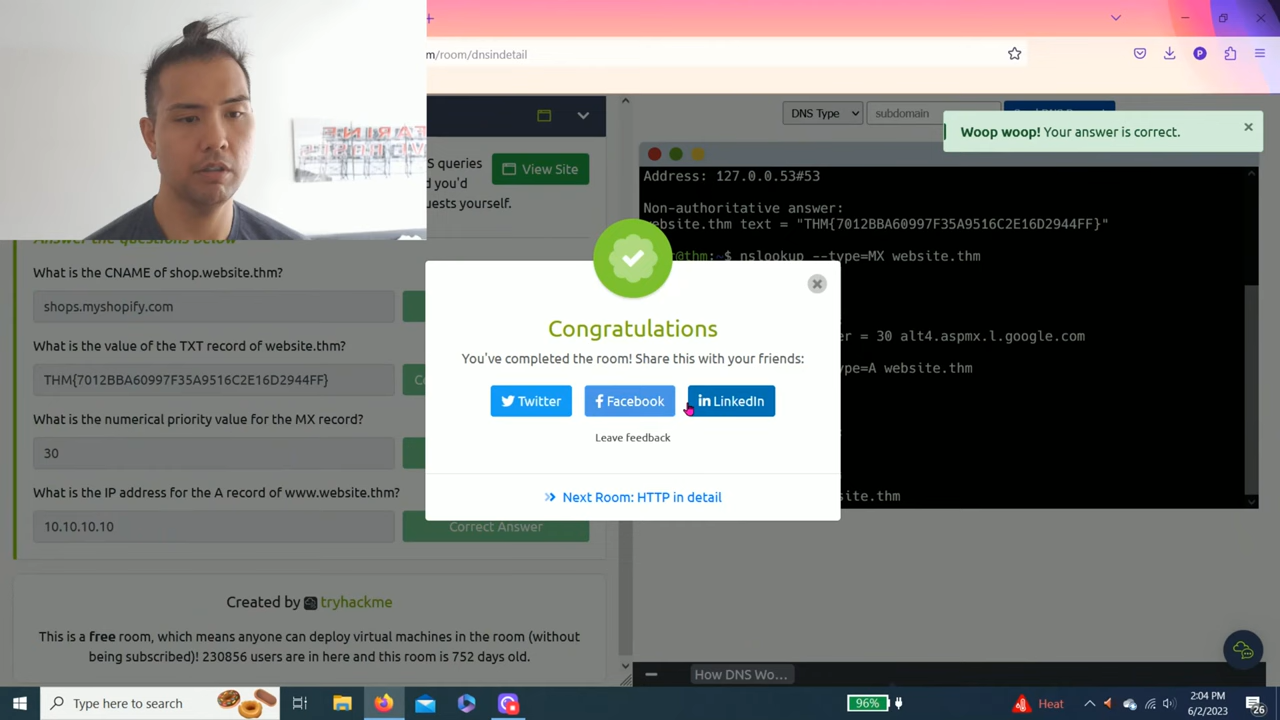 m/room/dnsindetail
S queries
d you'd
uests yourself.
View Site
Answer the questions below
What is the CNAME of shop.website.thm?
shops.myshopify.com
What is the value of the TXT record of website.thm?
THM{7012BBA60997F35A9516C2E16D2944FF}
What is the numerical priority value for the MX record?
30
What is the IP address for the A record of www.website.thm?
10.10.10.10
Correct Answer
Created by tryhackme
This is a free room, which means anyone can deploy virtual machines in the room (without
being subscribed)! 230856 users are in here and this room is 752 days old.
DNS Type
subdomain
Woop woop! Your answer is correct.
Address: 127.0.0.53#53
Non-authoritative answer:
website.thm text = "THM{7012BBA60997F35A9516C2E16D2944FF}"
@thm:~$ nslookup --type=MX website.thm
r = 30 alt4.aspmx.l.google.com
ype=A website.thm
site.thm
Congratulations
You've completed the room! Share this with your friends:
Twitter
Facebook
LinkedIn
Leave feedback
Next Room: HTTP in detail
How DNS Wo...
Type here to search
96%
Heat
2:04 PM
6/2/2023
26